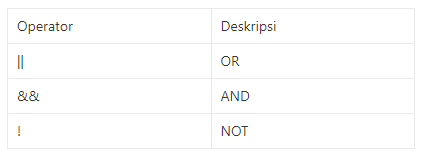 Operator Deskripsi
|| OR
&& AND
! NOT